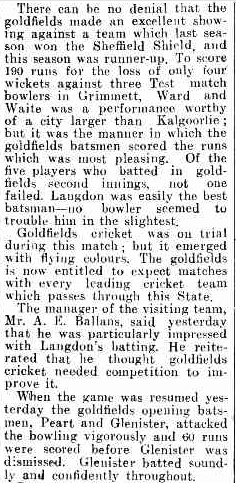 There can be no denial that the
goldfields made an excellent show-
ing against a team which last sea-
son won the Sheffield Shield, and
this season was runner-up. To score
190 runs for the loss of only four
wickets against three Test match
bowlers in Grimmett, Ward and
Waite was a performance worthy
of a city larger than Kalgoorlie;
but it was the manner in which the
goldfields batsmen scored the runs
which was most pleasing. Of the
five players who batted in gold-
fields second innings, not one
failed. Langdon was easily the best
batsman—no bowler seemed to
trouble him in the slightest.
Goldfields cricket was on trial
during this match; but it emerged
with flying colours. The goldfields
is now entitled to expect matches
with every leading cricket team
which passes through this State.
The manager of the visiting team,
Mr. A. E. Ballans, said yesterday
that he was particularly impressed
with Langdon's batting. He reite-
rated that he thought goldfields
cricket needed competition to im-
prove it.
When the game was resumed yes-
terday the goldfields opening bats-
men, Peart and Glenister, attacked
the bowling vigorously and 60 runs
were scored before Glenister was
dismissed. Glenister batted sound-
ly and confidently throughout.